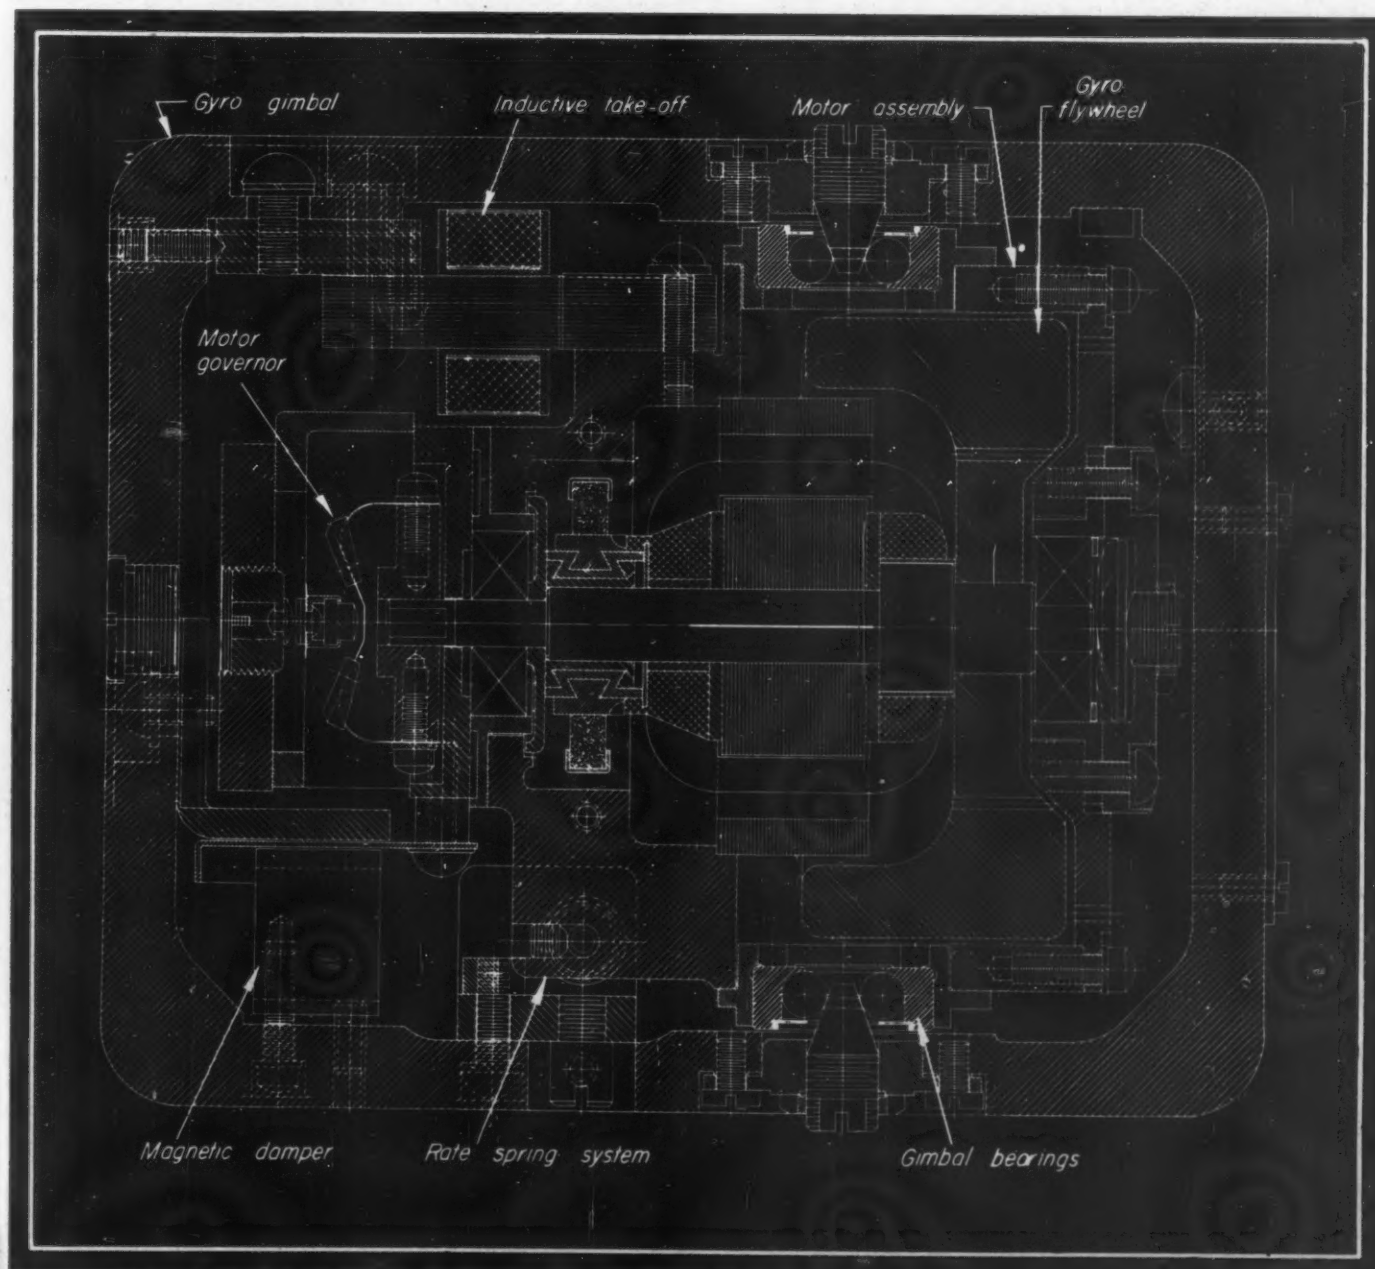 Gyro gimbal
Inductive take-off
Motor assembly
Gyro
flywheel
Motor
governor
Magnetic damper
Rate spring system
Gimbal bearings